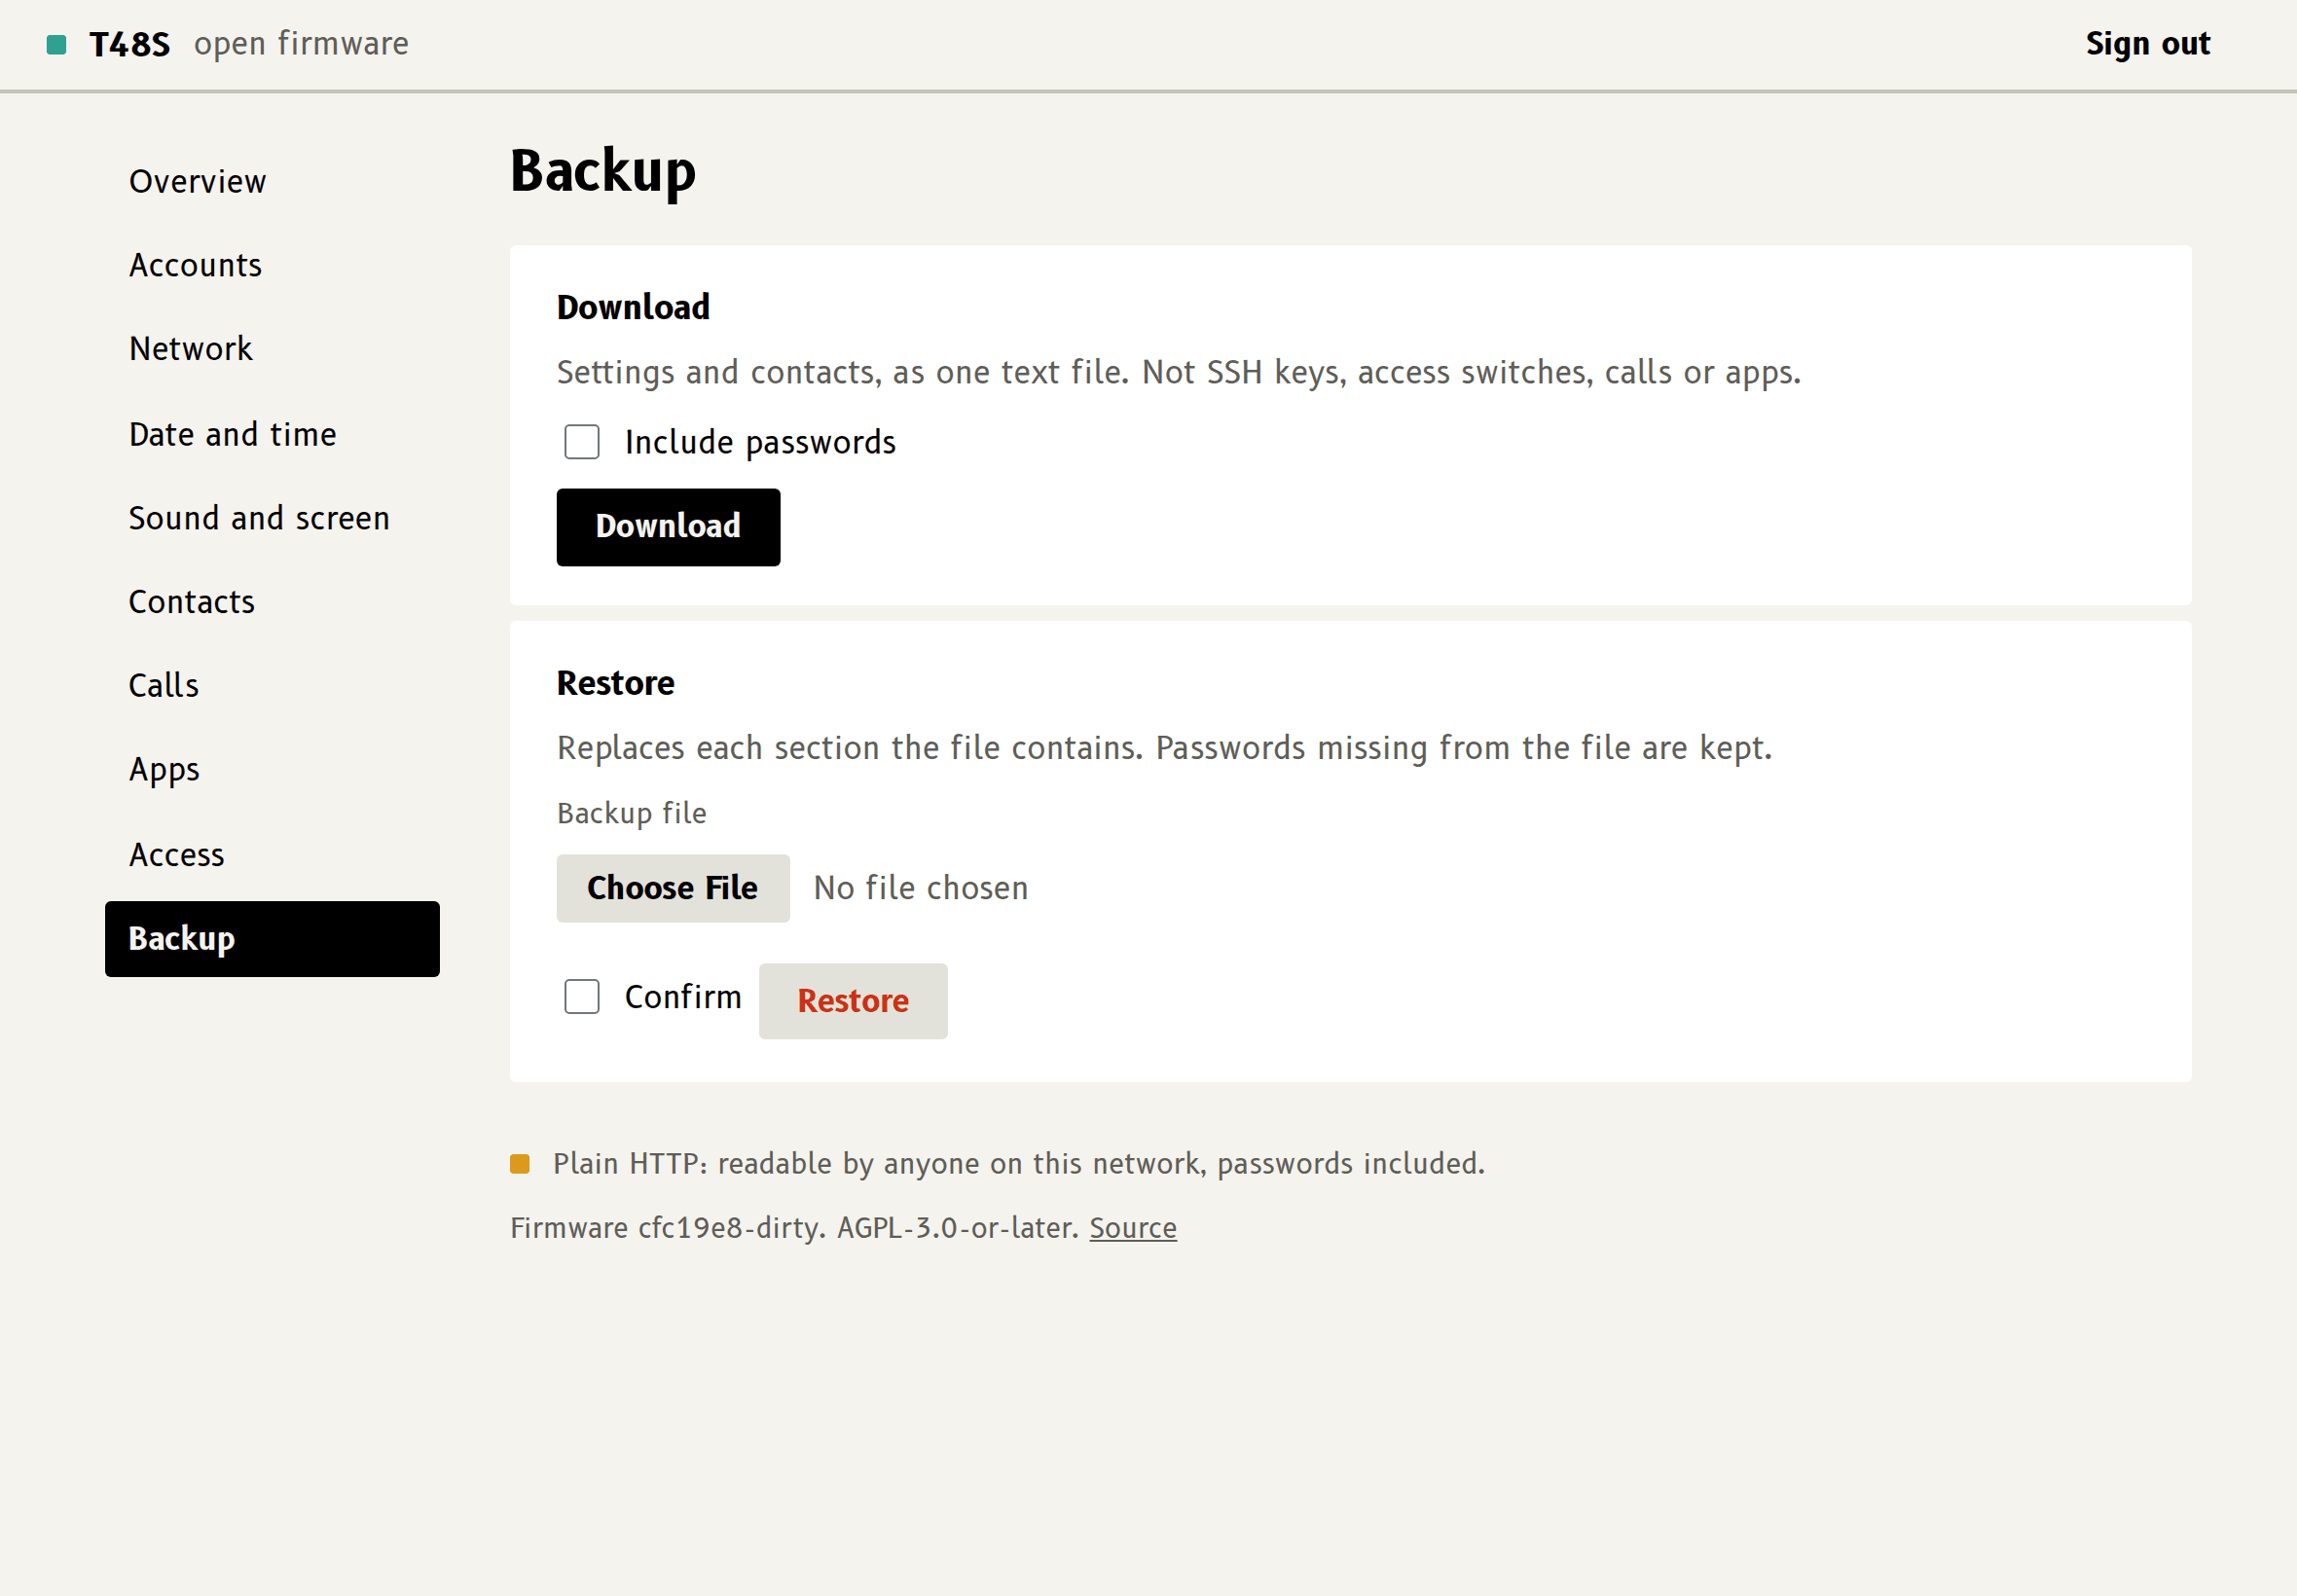 T48S open firmware
Sign out
Overview
Accounts
Network
Date and time
Sound and screen
Contacts
Calls
Apps
Access
Backup
Backup
Download
Settings and contacts, as one text file. Not SSH keys, access switches, calls or apps.
Include passwords
Download
Restore
Replaces each section the file contains. Passwords missing from the file are kept.
Backup file
Choose File No file chosen
Confirm Restore
Plain HTTP: readable by anyone on this network, passwords included.
Firmware cfc19e8-dirty. AGPL-3.0-or-later. Source